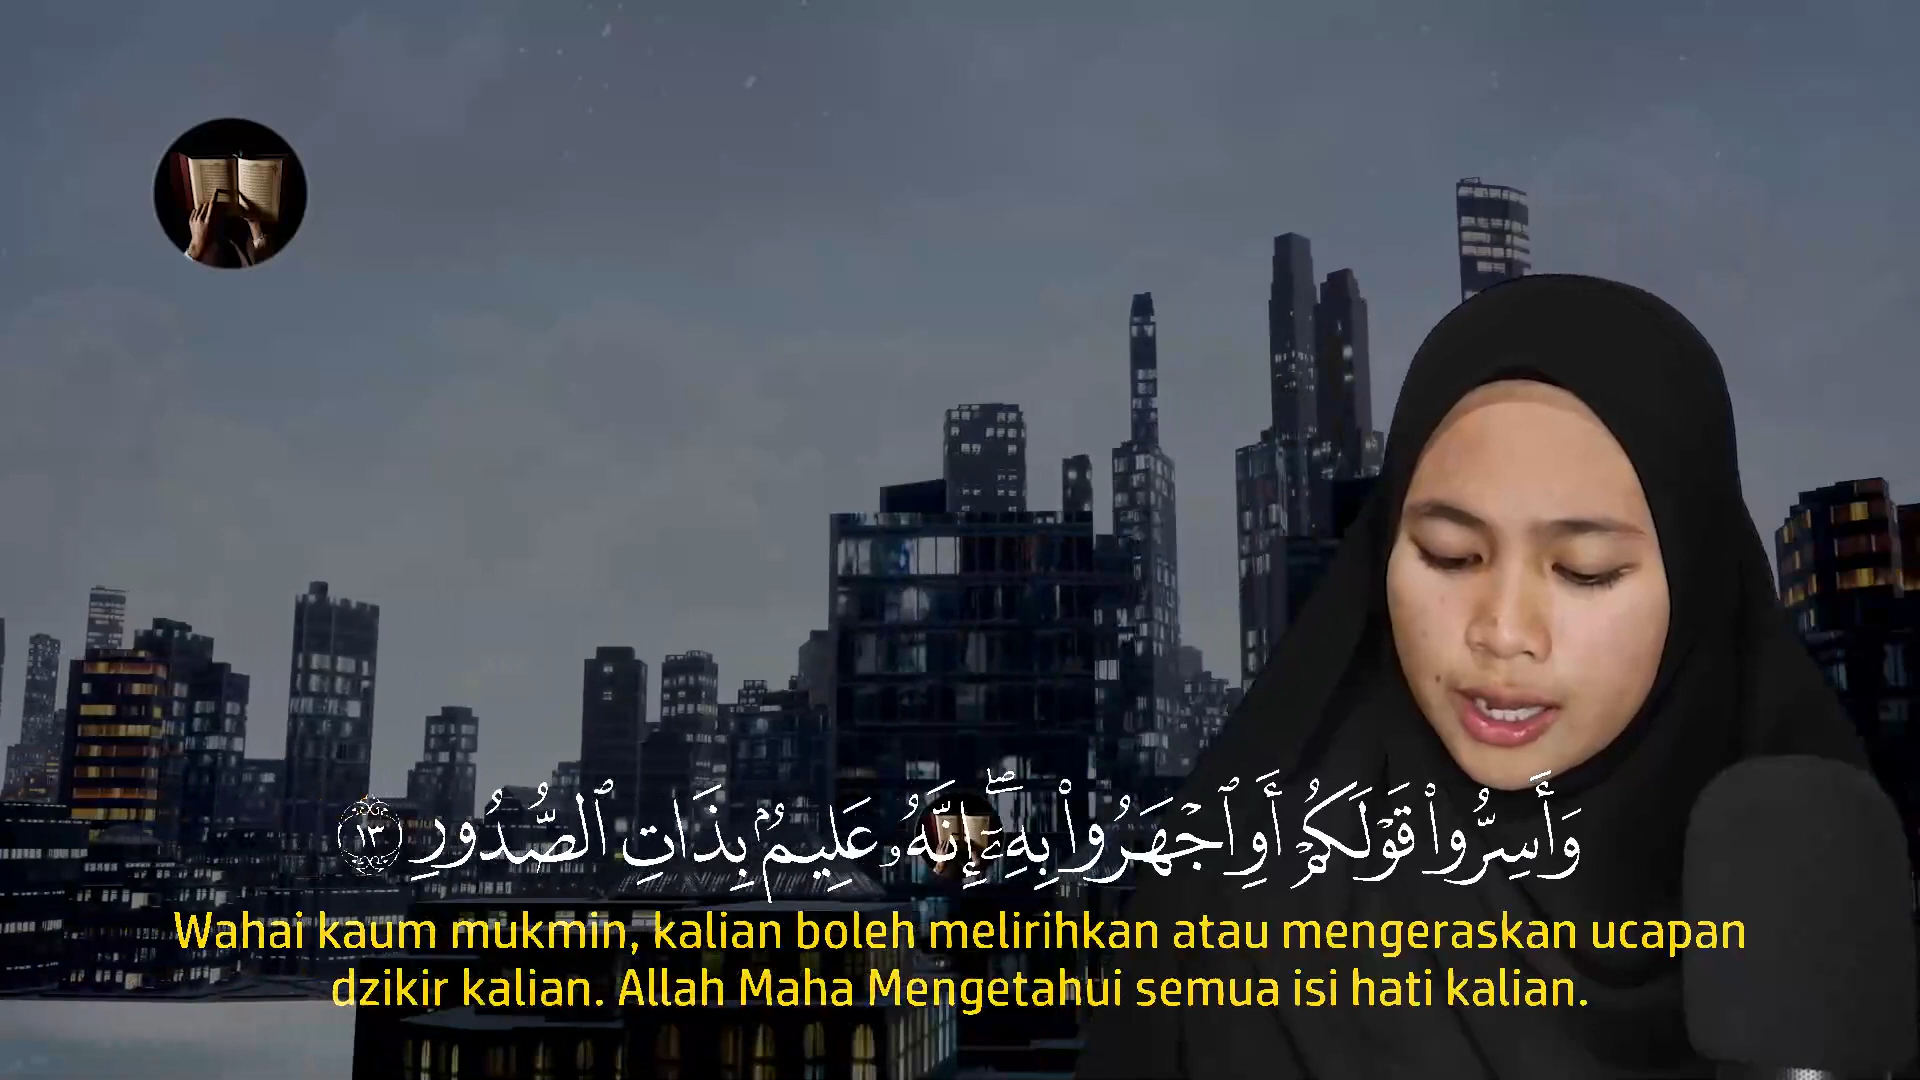 وَأَسِرُّوا۟ قَوْلَكُمْ أَوِ ٱجْهَرُوا۟ بِهِۦٓ ۖ إِنَّهُۥ عَلِيمٌۢ بِذَاتِ ٱلصُّدُورِ ١٣
Wahai kaum mukmin, kalian boleh melirihkan atau mengeraskan ucapan
dzikir kalian. Allah Maha Mengetahui semua isi hati kalian.